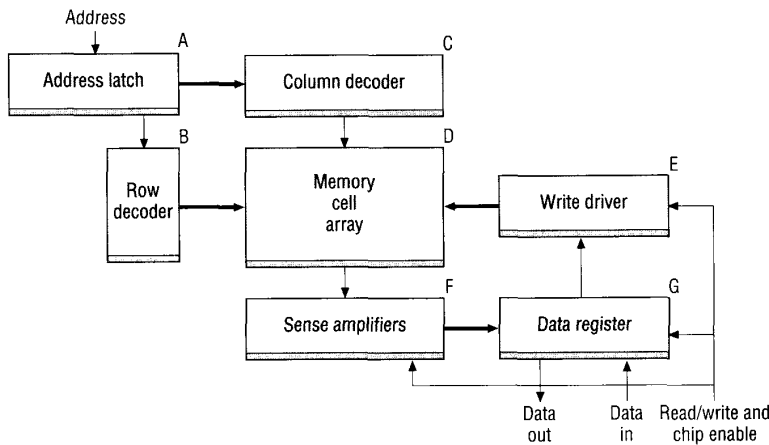 Address
A
Address latch
C
Column decoder
B
Row
decoder
D
Memory
cell
array
E
Write driver
F
Sense amplifiers
G
Data register
Data
out
Data
in
Read/write and
chip enable